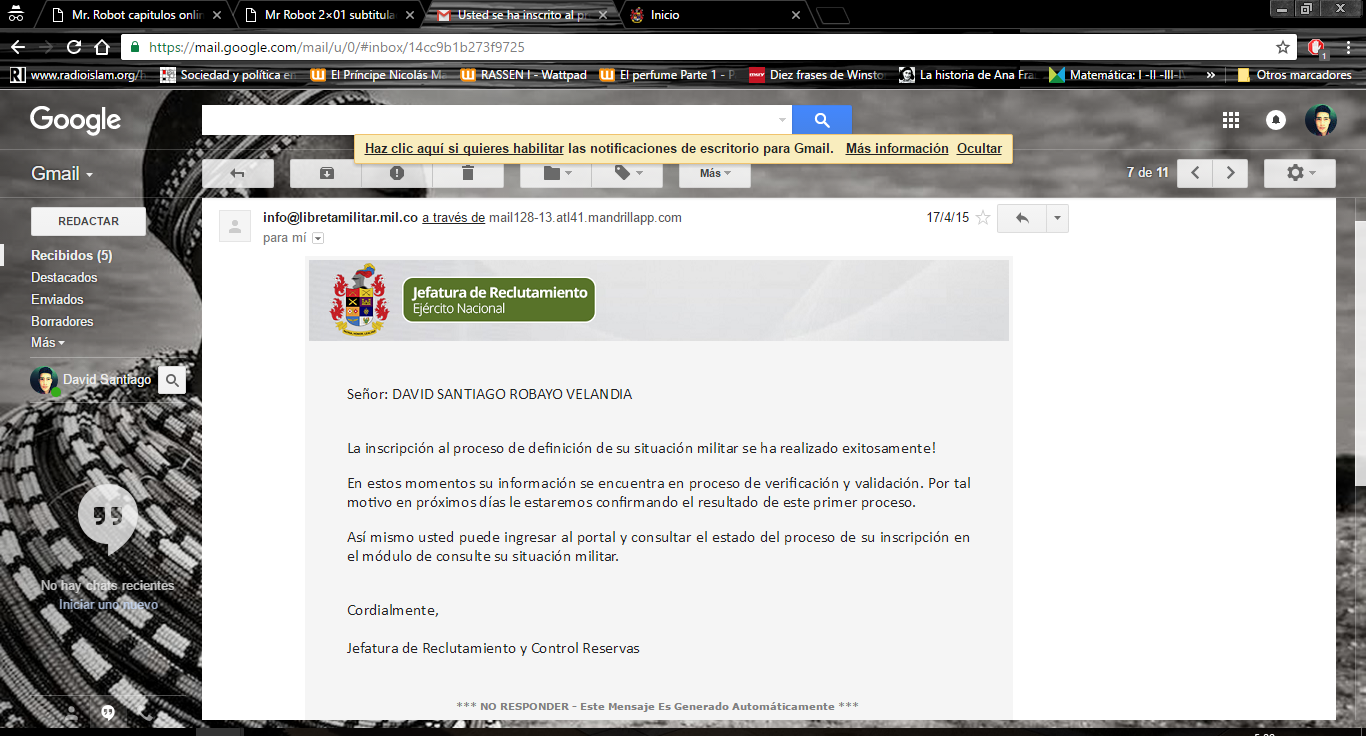 Mr. Robot capitulos onlin
Mr Robot 2×01 subtitula
Usted se ha inscrito al pr
Inicio
https://mail.google.com/mail/u/0/#inbox/14cc9b1b273f9725
1
www.radioislam.org/h
Sociedad y política en
El Príncipe Nicolás Ma
RASSEN I - Wattpad
El perfume Parte 1 - P
Diez frases de Winsto
La historia de Ana Fra
Matemática: I -II -III-IV
»
Otros marcadores
Google
Haz clic aquí si quieres habilitar las notificaciones de escritorio para Gmail. Más información Ocultar
Gmail
Más
7 de 11
REDACTAR
Recibidos (5)
Destacados
Enviados
Borradores
Más
David Santiago
No hay chats recientes
Iniciar uno nuevo
info@libretamilitar.mil.co a través de mail128-13.atl41.mandrillapp.com
17/4/15
para mí
Jefatura de Reclutamiento
Ejército Nacional
Señor: DAVID SANTIAGO ROBAYO VELANDIA
La inscripción al proceso de definición de su situación militar se ha realizado exitosamente!
En estos momentos su información se encuentra en proceso de verificación y validación. Por tal
motivo en próximos días le estaremos confirmando el resultado de este primer proceso.
Así mismo usted puede ingresar al portal y consultar el estado del proceso de su inscripción en
el módulo de consulte su situación militar.
Cordialmente,
Jefatura de Reclutamiento y Control Reservas
*** NO RESPONDER - Este Mensaje Es Generado Automáticamente ***